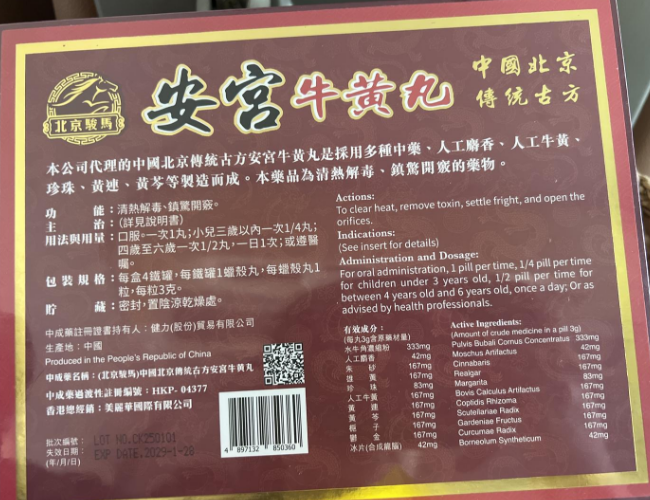 北京駿馬
安宮牛黃丸
中國北京
傳統古方
本公司代理的中國北京傳統古方安宮牛黃丸是採用多種中藥、人工麝香、人工牛黃、
珍珠、黃連、黃芩等製造而成。本藥品為清熱解毒、鎮驚開竅的藥物。
功能：清熱解毒、鎮驚開竅。
主治：（詳見說明書）
用法與用量：口服。一次1丸；小兒三歲以內一次1/4丸；
四歲至六歲一次1/2丸，一日1次；或遵醫
囑。
包裝規格：每盒4鐵罐，每鐵罐1蠟殼丸，每蠟殼丸1
粒，每粒3克。
貯藏：密封，置陰涼乾燥處。
中成藥註冊證書持有人：健力(股份)貿易有限公司
生產地：中國
Produced in the People's Republic of China
中成藥名稱：(北京駿馬)中國北京傳統古方安宮牛黃丸
中成藥過渡性註冊編號：HKP-04377
香港總經銷：美麗華國際有限公司
批次編號：LOT NO.CK250101
失效日期：EXP DATE.2029-1-20
(年/月/日)
4 897132 850360
Actions:
To clear heat, remove toxin, settle fright, and open the
orifices.
Indications:
(See insert for details)
Administration and Dosage:
For oral administration, 1 pill per time, 1/4 pill per time
for children under 3 years old, 1/2 pill per time for
between 4 years old and 6 years old, once a day; Or as
advised by health professionals.
有效成分：
(每丸3g含原藥材量)
水牛角濃縮粉 333mg
人工麝香 42mg
朱砂 167mg
雄黃 167mg
珍珠 83mg
人工牛黃 167mg
黃連 167mg
黃芩 167mg
梔子 167mg
鬱金 167mg
冰片(合成龍腦) 42mg
Active Ingredients:
(Amount of crude medicine in a pill 3g)
Pulvis Bubali Cornus Concentratus 333mg
Moschus Artifactus 42mg
Cinnabaris 167mg
Realgar 167mg
Margarita 83mg
Bovis Calculus Artifactus 167mg
Coptidis Rhizoma 167mg
Scutellariae Radix 167mg
Gardeniae Fructus 167mg
Curcumae Radix 167mg
Borneolum Syntheticum 42mg